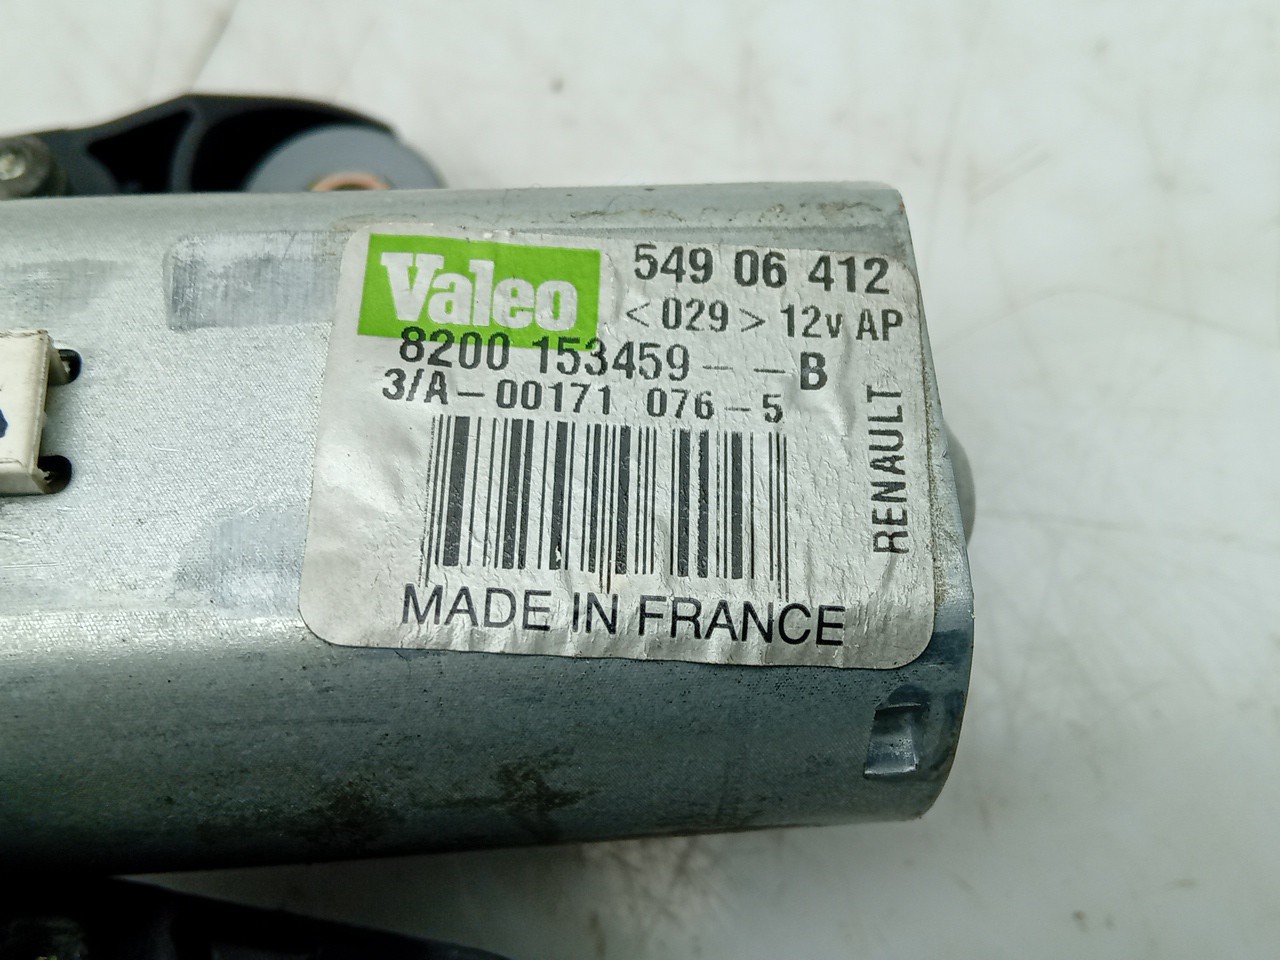 Valeo
549 06 412
<029> 12v AP
8200 153459 - - B
3/A - 00171 076 - 5
RENAULT
MADE IN FRANCE